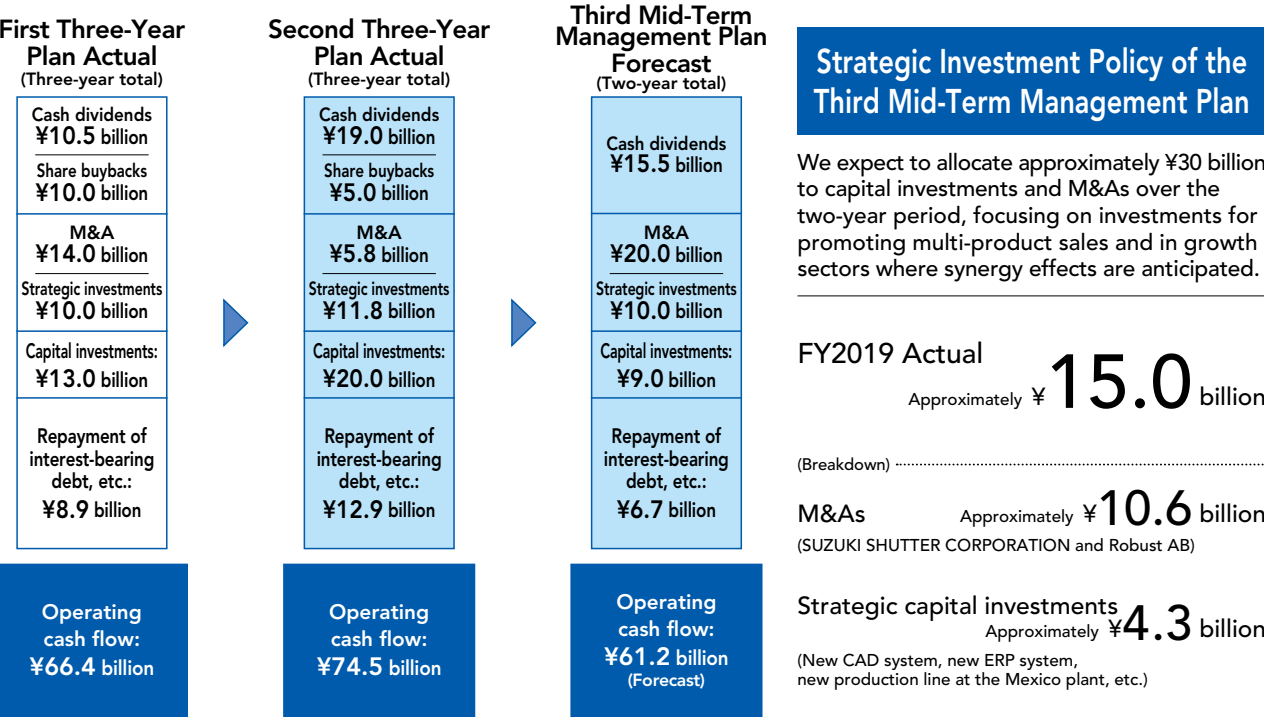 First Three-Year
Plan Actual
(Three-year total)
Cash dividends
¥10.5 billion
Share buybacks
¥10.0 billion
M&A
¥14.0 billion
Strategic investments
¥10.0 billion
Capital investments:
¥13.0 billion
Repayment of
interest-bearing
debt, etc.:
¥8.9 billion
Operating
cash flow:
¥66.4 billion
Second Three-Year
Plan Actual
(Three-year total)
Cash dividends
¥19.0 billion
Share buybacks
¥5.0 billion
M&A
¥5.8 billion
Strategic investments
¥11.8 billion
Capital investments:
¥20.0 billion
Repayment of
interest-bearing
debt, etc.:
¥12.9 billion
Operating
cash flow:
¥74.5 billion
Third Mid-Term
Management Plan
Forecast
(Two-year total)
Cash dividends
¥15.5 billion
M&A
¥20.0 billion
Strategic investments
¥10.0 billion
Capital investments:
¥9.0 billion
Repayment of
interest-bearing
debt, etc.:
¥6.7 billion
Operating
cash flow:
¥61.2 billion
(Forecast)
Strategic Investment Policy of the
Third Mid-Term Management Plan
We expect to allocate approximately ¥30 billion
to capital investments and M&As over the
two-year period, focusing on investments for
promoting multi-product sales and in growth
sectors where synergy effects are anticipated.
FY2019 Actual
Approximately ¥15.0 billion
(Breakdown)
M&As Approximately ¥10.6 billion
(SUZUKI SHUTTER CORPORATION and Robust AB)
Strategic capital investments
Approximately ¥4.3 billion
(New CAD system, new ERP system,
new production line at the Mexico plant, etc.)